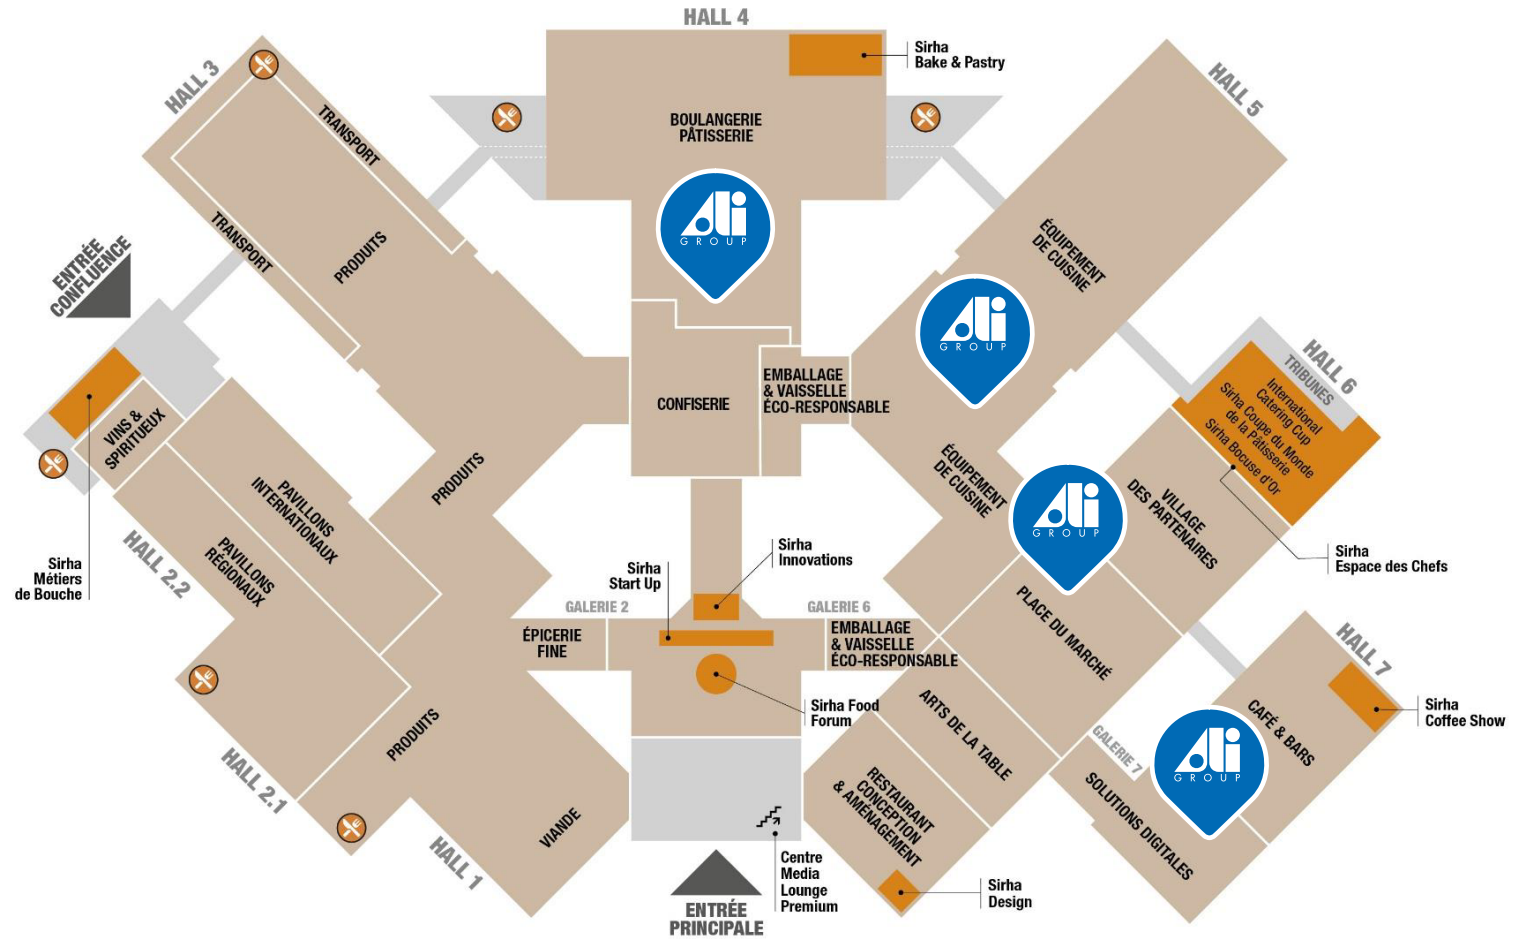 HALL 4
Sirha
Bake & Pastry
HALL 3
HALL 5
TRANSPORT
BOULANGERIE
PÂTISSERIE
TRANSPORT
PRODUITS
ALI
GROUP
ÉQUIPEMENT
DE CUISINE
ENTRÉE
CONFLUENCE
ALI
GROUP
HALL 6
TRIBUNES
CONFISERIE
EMBALLAGE
& VAISSELLE
ÉCO-RESPONSABLE
International
Catering Cup
Sirha Coupe du Monde
de la Pâtisserie
Sirha Bocuse d'Or
VINS &
SPIRITUEUX
PRODUITS
ÉQUIPEMENT
DE CUISINE
ALI
GROUP
VILLAGE
DES PARTENAIRES
PAVILLONS
INTERNATIONAUX
PAVILLONS
RÉGIONAUX
HALL 2.2
Sirha
Métiers
de Bouche
Sirha
Innovations
Sirha
Start Up
Sirha
Espace des Chefs
GALERIE 2
GALERIE 6
ÉPICERIE
FINE
EMBALLAGE
& VAISSELLE
ÉCO-RESPONSABLE
PLACE DU MARCHÉ
HALL 7
Sirha Food
Forum
ARTS DE LA TABLE
CAFÉ & BARS
Sirha
Coffee Show
PRODUITS
GALERIE 7
ALI
GROUP
HALL 2.1
VIANDE
RESTAURANT
CONCEPTION
& AMÉNAGEMENT
SOLUTIONS DIGITALES
HALL 1
Centre
Media
Lounge
Premium
Sirha
Design
ENTRÉE
PRINCIPALE